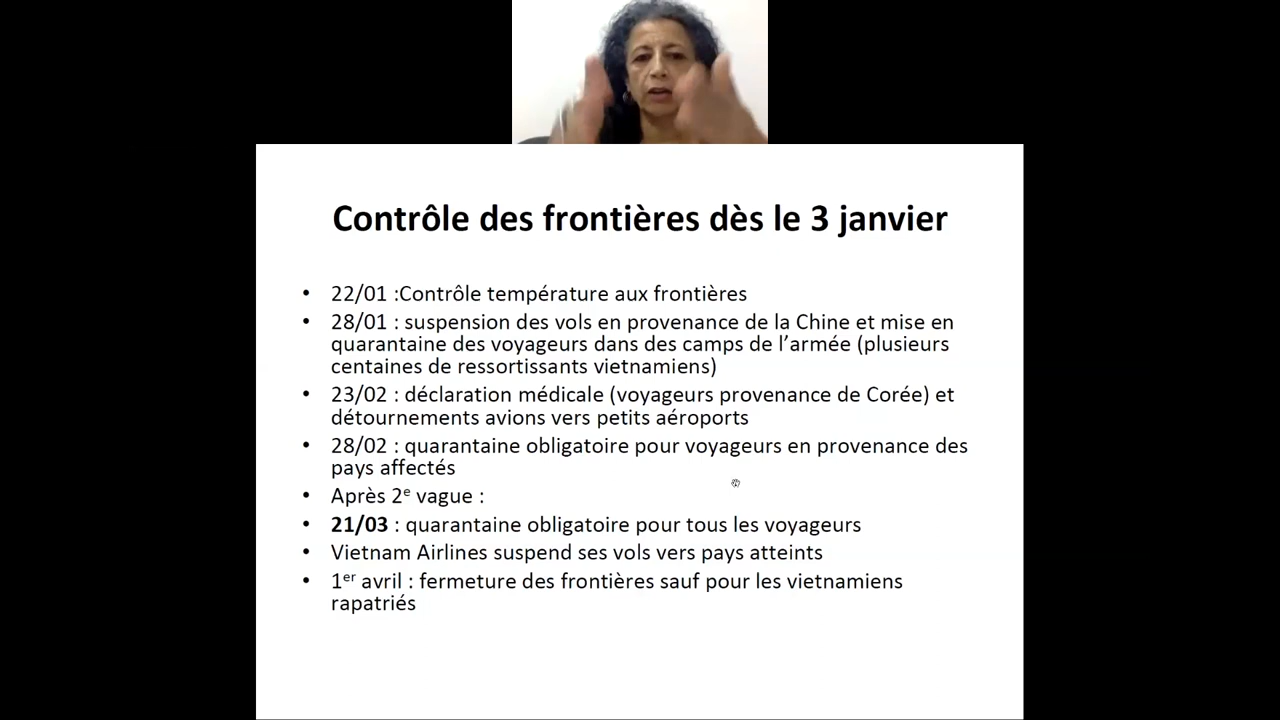 Contrôle des frontières dès le 3 janvier
• 22/01 :Contrôle température aux frontières
• 28/01 : suspension des vols en provenance de la Chine et mise en
quarantaine des voyageurs dans des camps de l’armée (plusieurs
centaines de ressortissants vietnamiens)
• 23/02 : déclaration médicale (voyageurs provenance de Corée) et
détournements avions vers petits aéroports
• 28/02 : quarantaine obligatoire pour voyageurs en provenance des
pays affectés
• Après 2e vague :
• 21/03 : quarantaine obligatoire pour tous les voyageurs
• Vietnam Airlines suspend ses vols vers pays atteints
• 1er avril : fermeture des frontières sauf pour les vietnamiens
rapatriés